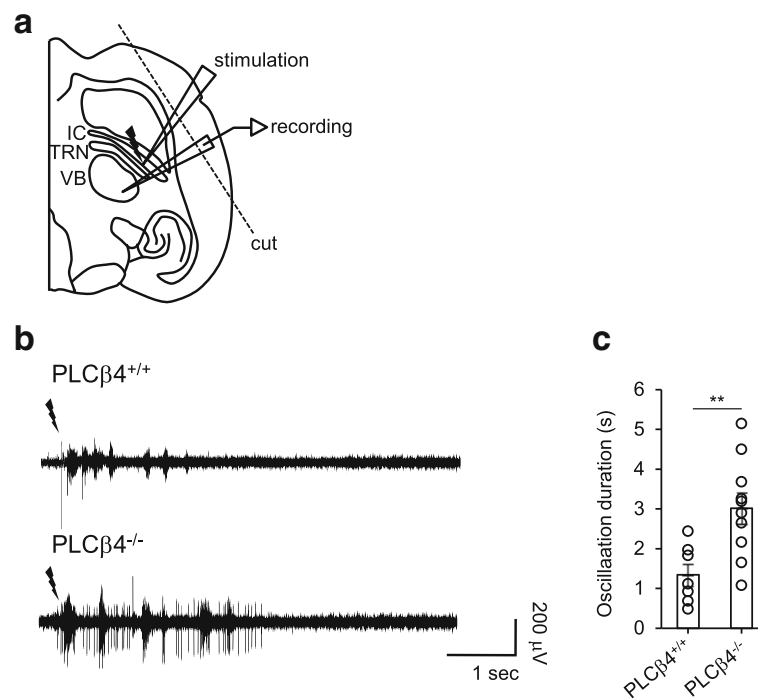 a
stimulation
recording
IC
TRN
VB
cut
b
PLCβ4+/+
PLCβ4-/-
200 μV
1 sec
c
**
Oscillaation duration (s)
6
5
4
3
2
1
0
PLCβ4+/+
PLCβ4-/-